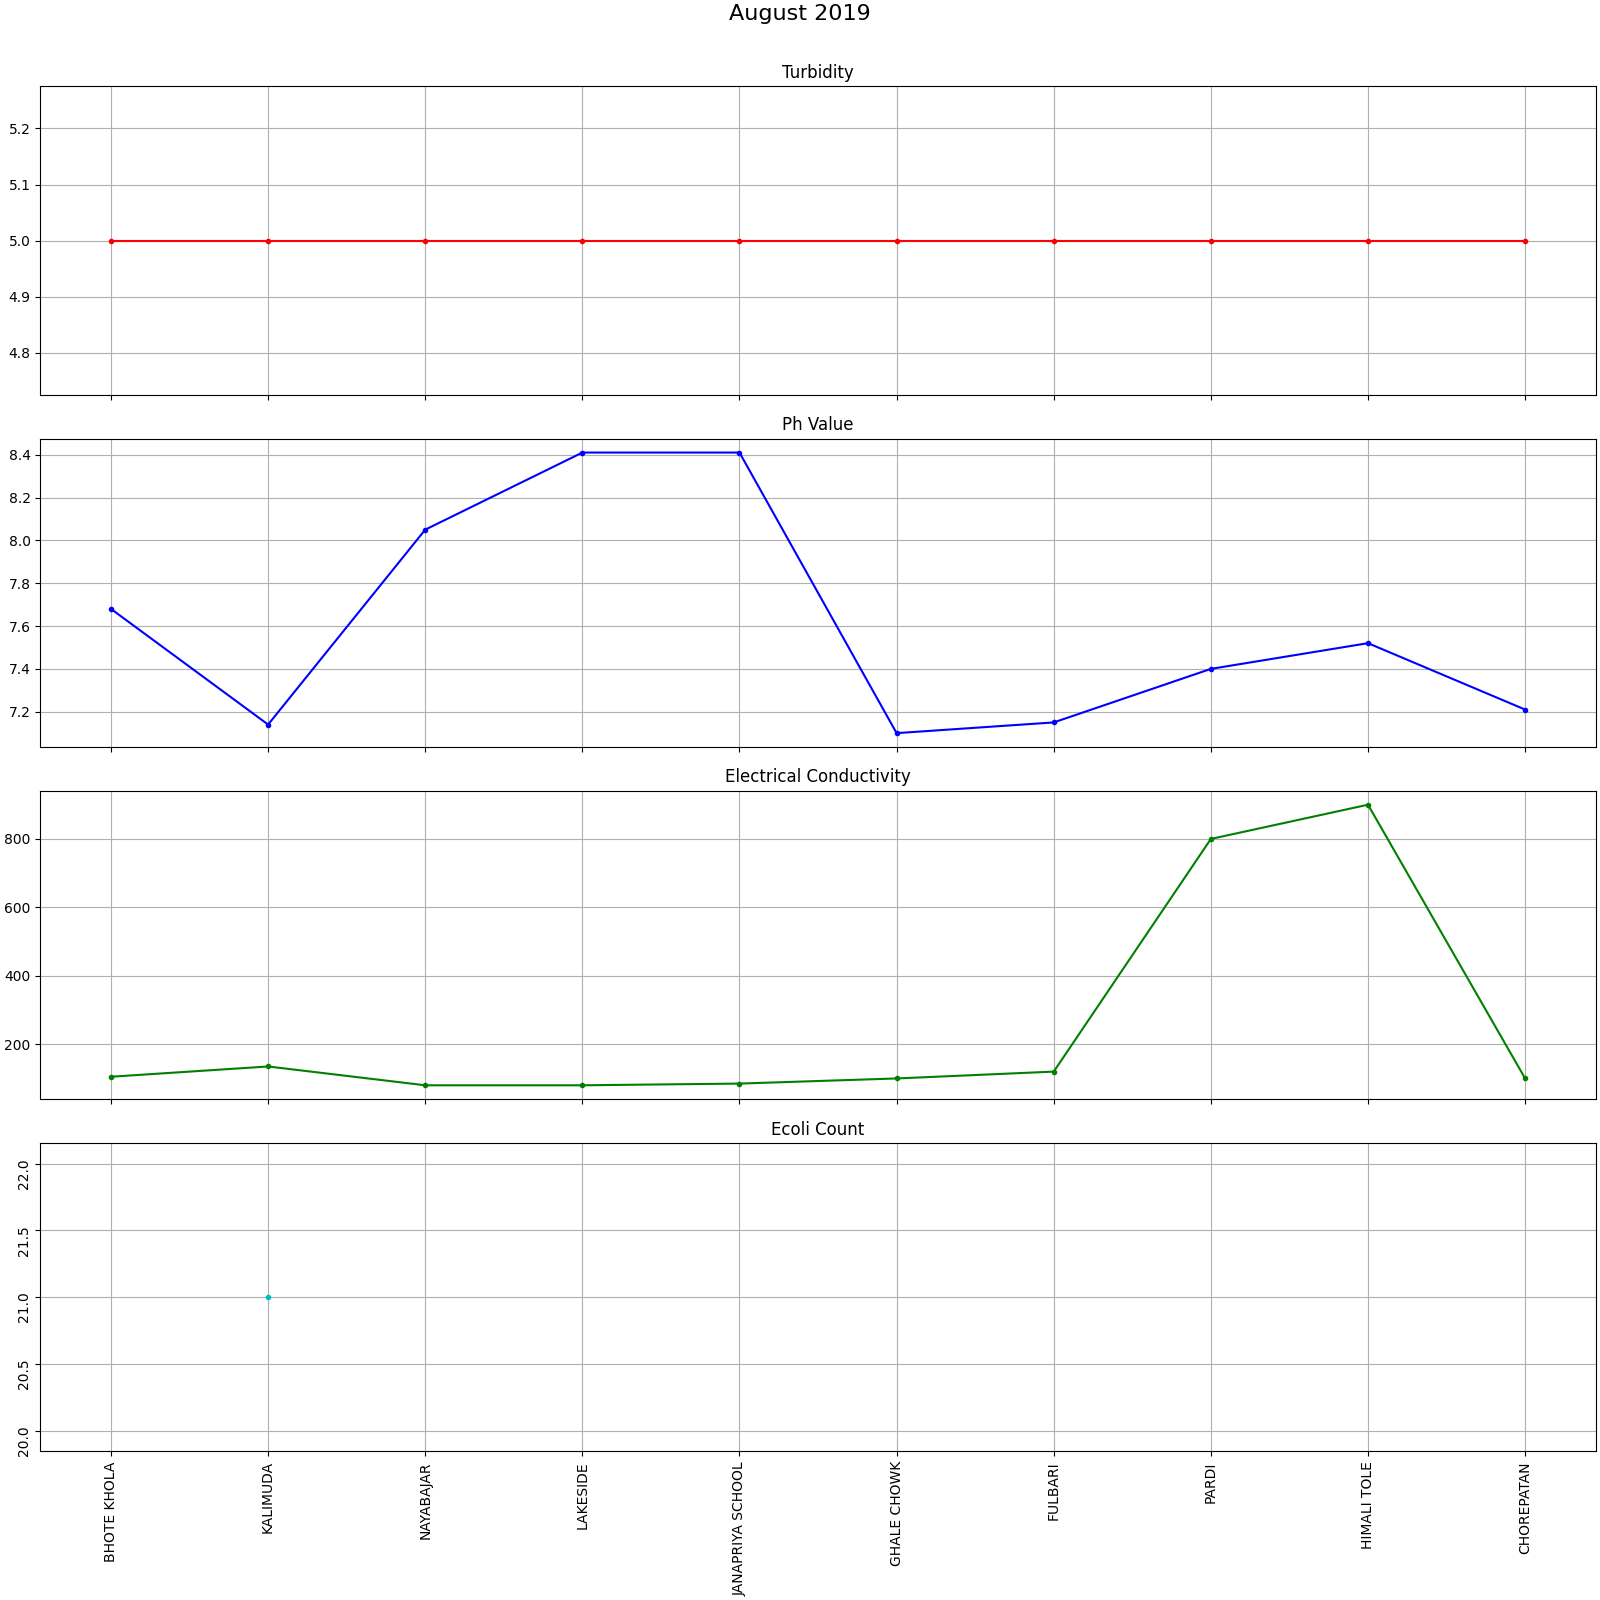 August 2019
Turbidity
5.2
5.1
5.0
4.9
4.8
Ph Value
8.4
8.2
8.0
7.8
7.6
7.4
7.2
Electrical Conductivity
800
600
400
200
Ecoli Count
22.0
21.5
21.0
20.5
20.0
BHOTE KHOLA
KALIMUDA
NAYABAJAR
LAKESIDE
JANAPRIYA SCHOOL
GHALE CHOWK
FULBARI
PARDI
HIMALI TOLE
CHOREPATAN